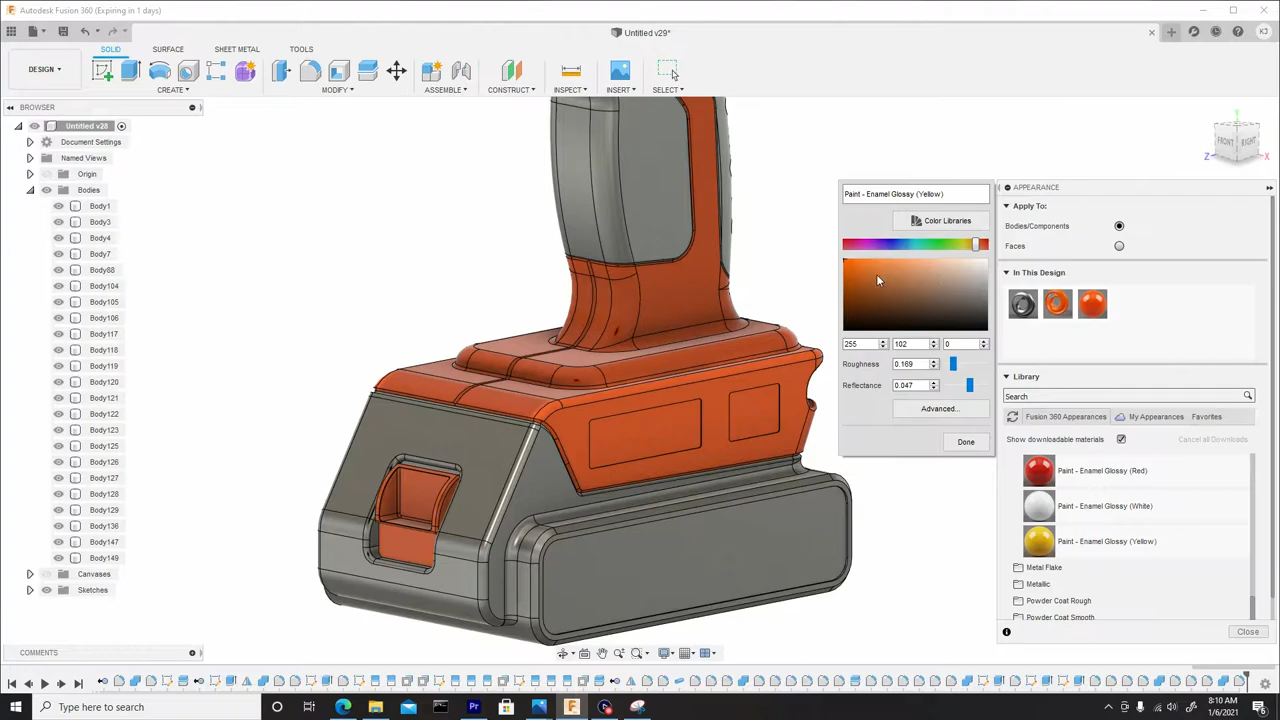 Autodesk Fusion 360 (Expiring in 1 days)
Untitled v29*
KJ
SOLID SURFACE SHEET METAL TOOLS
DESIGN
CREATE MODIFY ASSEMBLE CONSTRUCT INSPECT INSERT SELECT
BROWSER
Untitled v28
Document Settings
Named Views
Origin
Bodies
Body1
Body3
Body4
Body7
Body88
Body104
Body105
Body106
Body117
Body118
Body119
Body120
Body121
Body122
Body123
Body125
Body126
Body127
Body128
Body129
Body136
Body147
Body149
Canvases
Sketches
COMMENTS
FRONT RIGHT
Z X
Paint - Enamel Glossy (Yellow)
Color Libraries
255 102 0
Roughness 0.169
Reflectance 0.047
Advanced...
Done
APPEARANCE
Apply To:
Bodies/Components
Faces
In This Design
Library
Search
Fusion 360 Appearances My Appearances Favorites
Show downloadable materials Cancel all Downloads
Paint - Enamel Glossy (Red)
Paint - Enamel Glossy (White)
Paint - Enamel Glossy (Yellow)
Metal Flake
Metallic
Powder Coat Rough
Powder Coat Smooth
Close
Type here to search
Pr
F
8:10 AM
1/6/2021